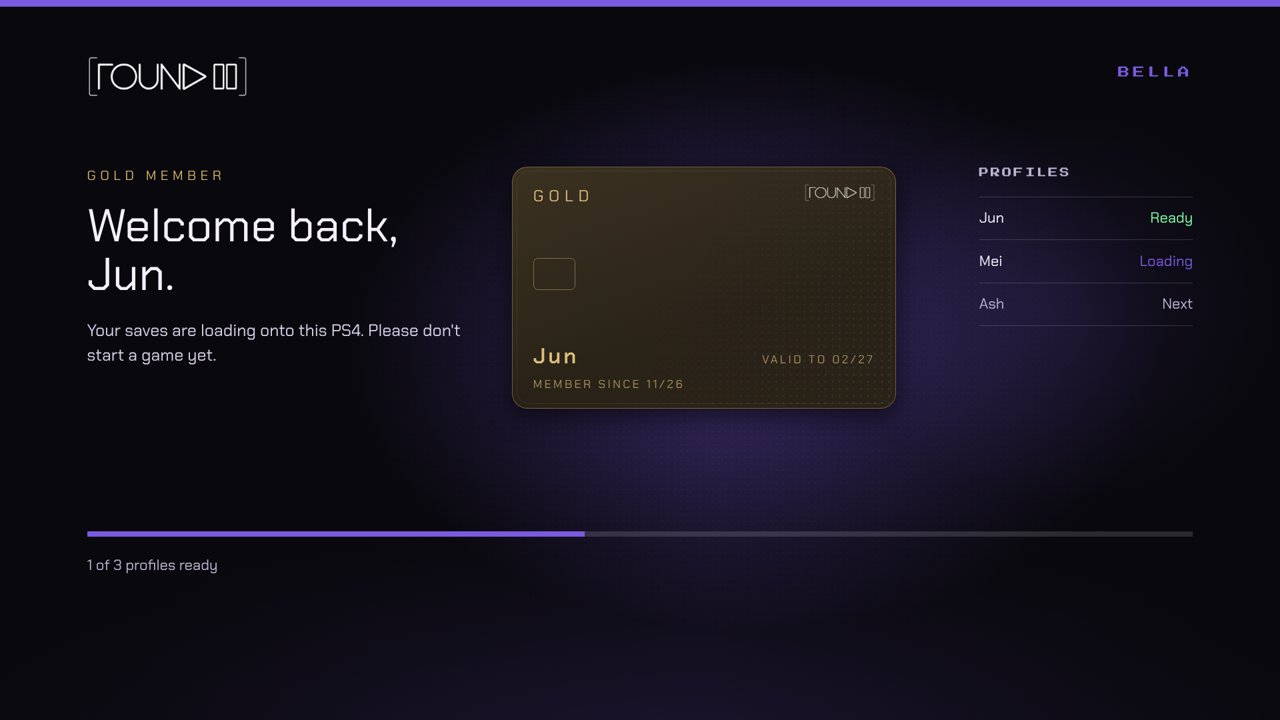 [ROUND II]
BELLA
GOLD MEMBER
Welcome back,
Jun.
Your saves are loading onto this PS4. Please don't
start a game yet.
GOLD
[ROUND II]
Jun
VALID TO 02/27
MEMBER SINCE 11/26
PROFILES
Jun Ready
Mei Loading
Ash Next
1 of 3 profiles ready